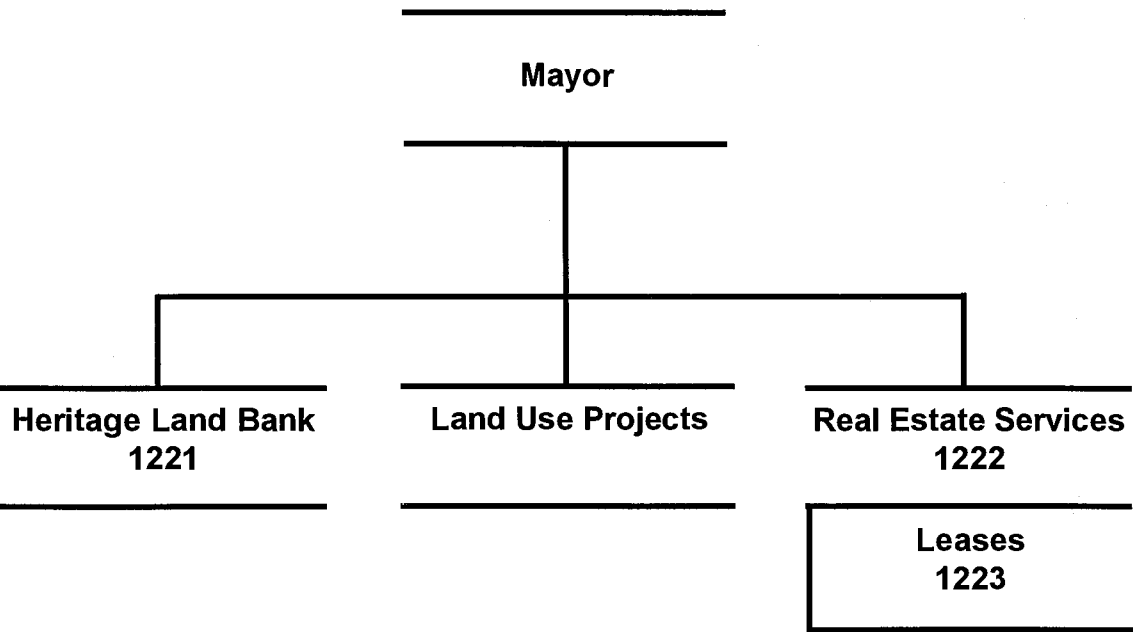 Mayor
Heritage Land Bank
1221
Land Use Projects
Real Estate Services
1222
Leases
1223